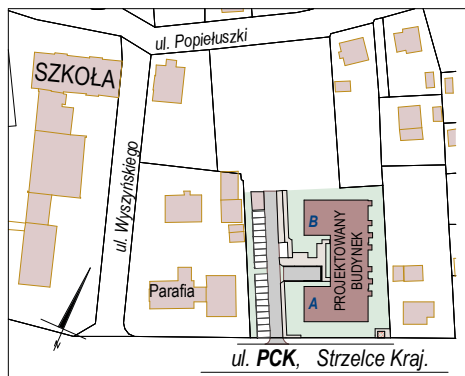 ul. Popiełuszki
SZKOŁA
ul. Wyszyńskiego
B
PROJEKTOWANY
BUDYNEK
A
Parafia
N
ul. PCK, Strzelce Kraj.